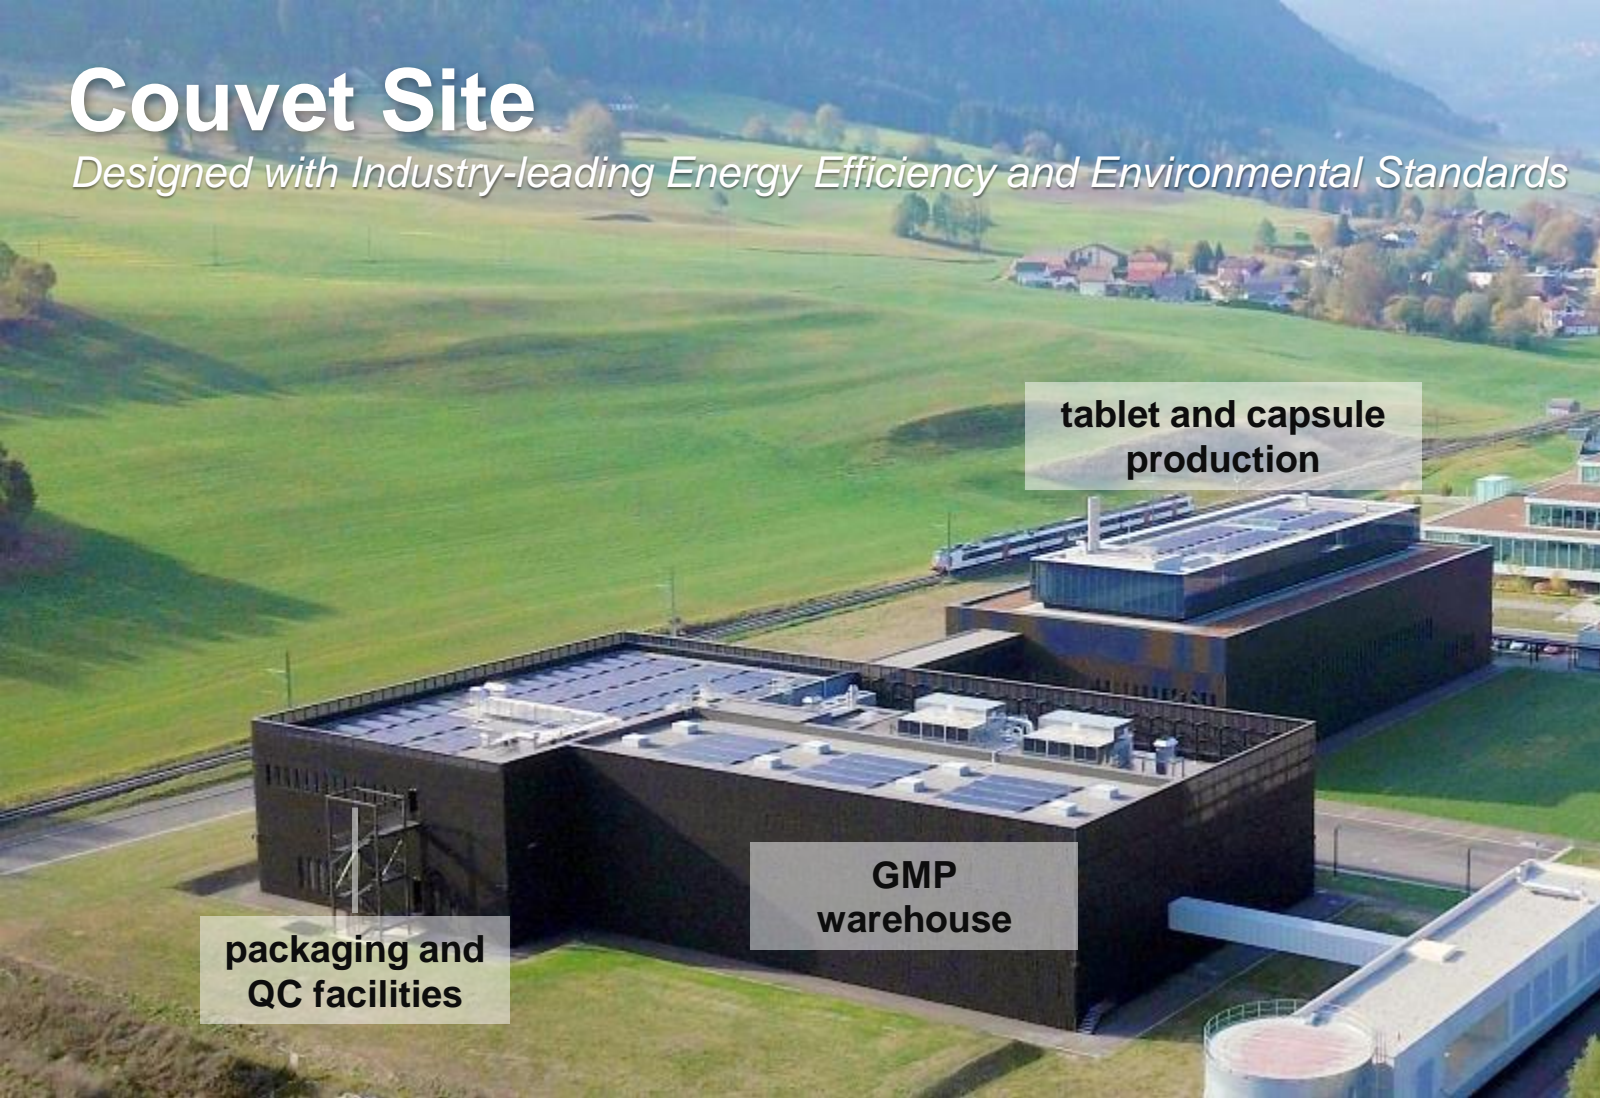 Couvet Site
Designed with Industry-leading Energy Efficiency and Environmental Standards
tablet and capsule
production
GMP
warehouse
packaging and
QC facilities